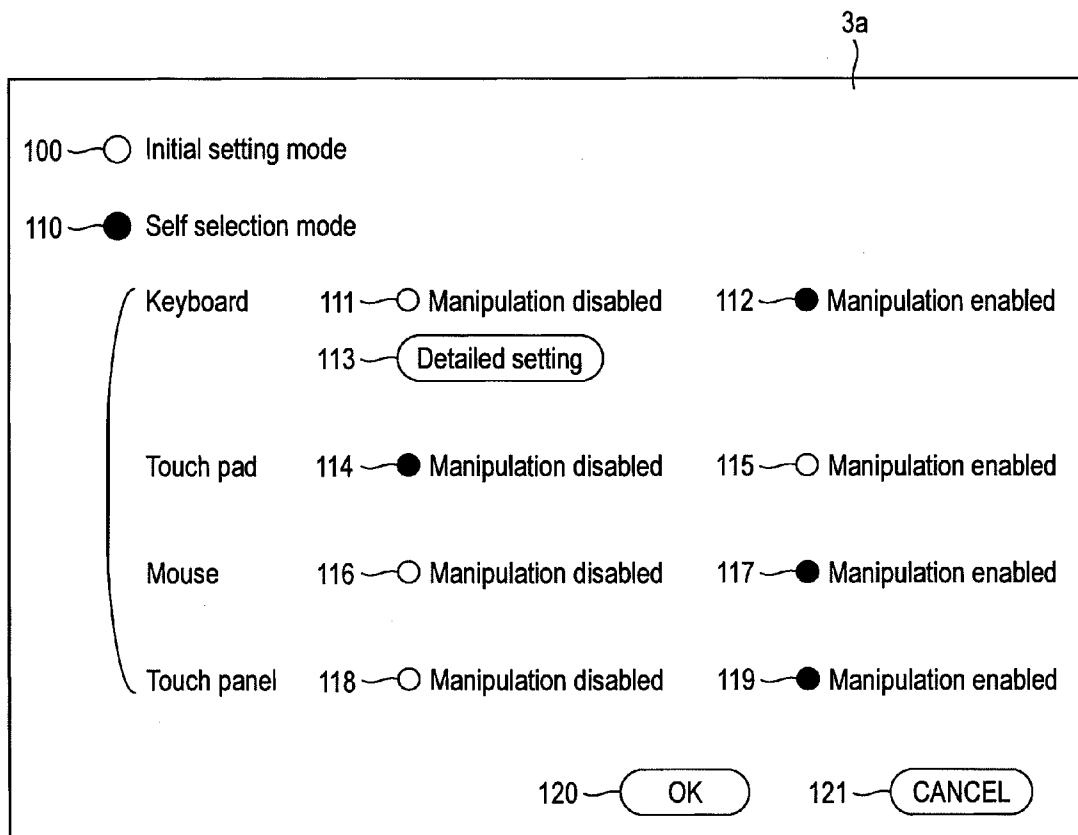 3a
100 Initial setting mode
110 Self selection mode
Keyboard 111 Manipulation disabled 112 Manipulation enabled
113 Detailed setting
Touch pad 114 Manipulation disabled 115 Manipulation enabled
Mouse 116 Manipulation disabled 117 Manipulation enabled
Touch panel 118 Manipulation disabled 119 Manipulation enabled
120 OK 121 CANCEL